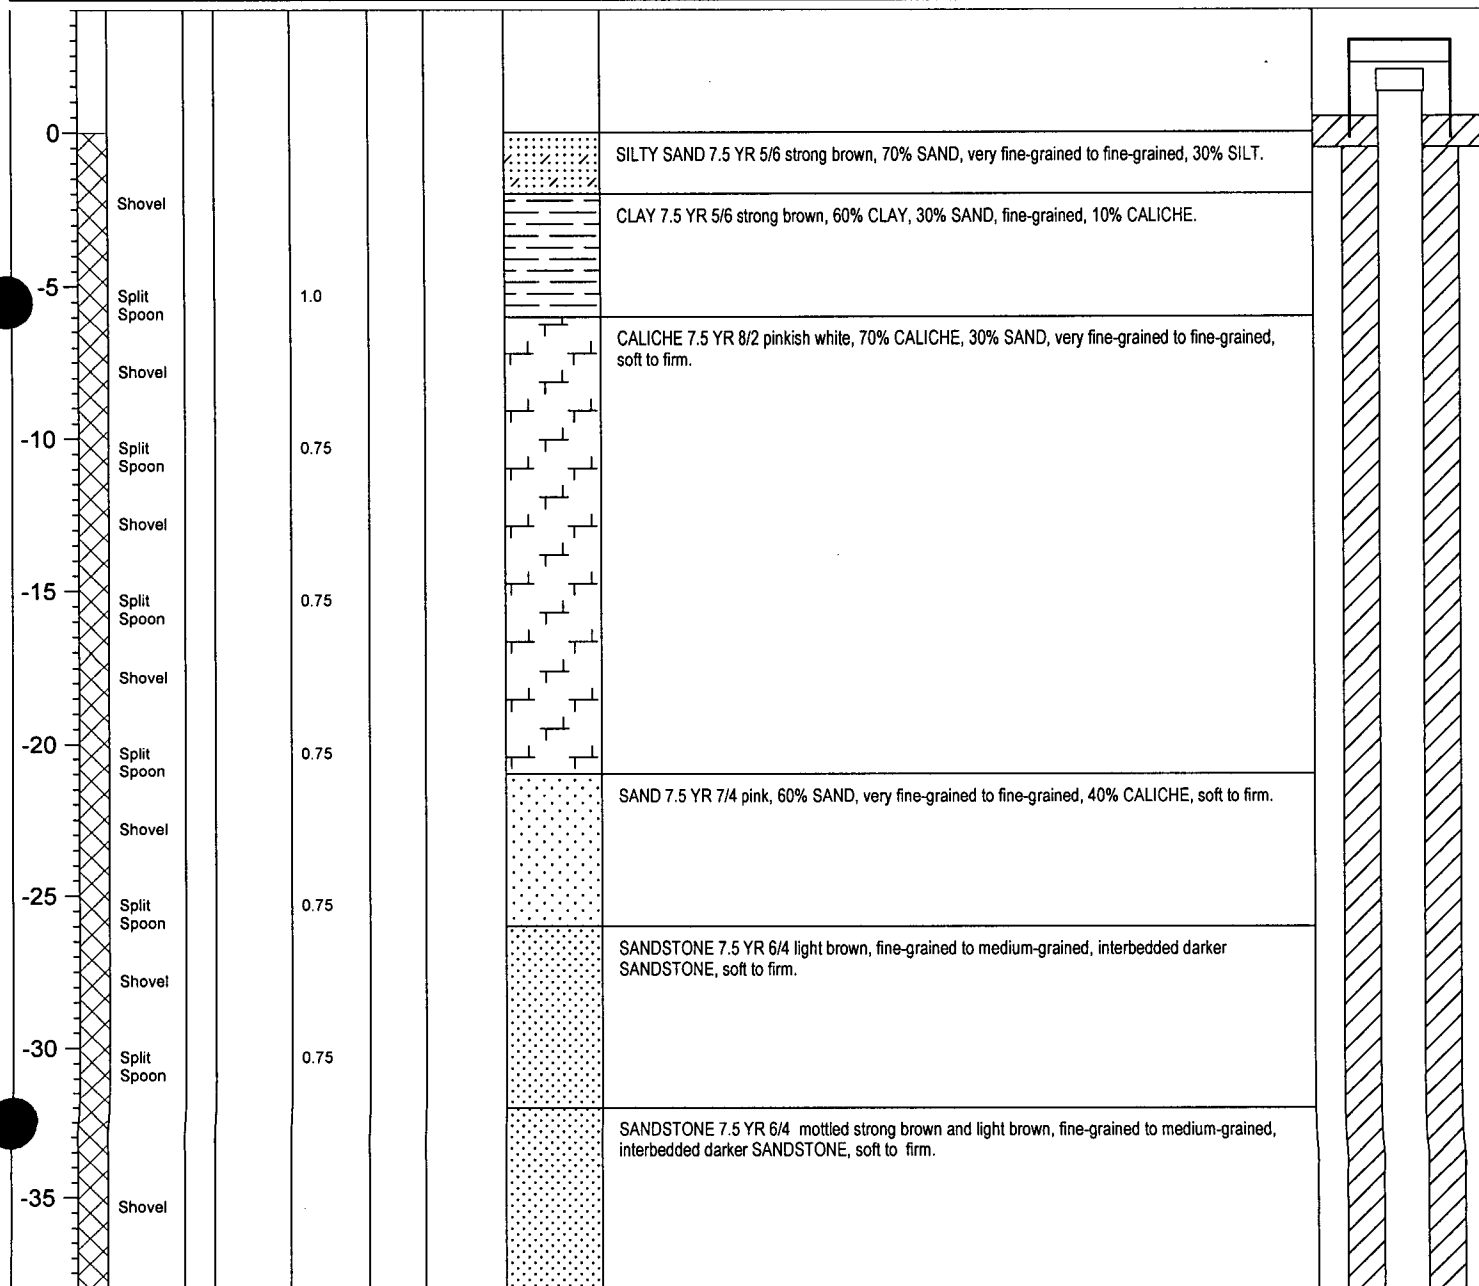 0
SILTY SAND 7.5 YR 5/6 strong brown, 70% SAND, very fine-grained to fine-grained, 30% SILT.
Shovel
CLAY 7.5 YR 5/6 strong brown, 60% CLAY, 30% SAND, fine-grained, 10% CALICHE.
-5
Split
Spoon
1.0
CALICHE 7.5 YR 8/2 pinkish white, 70% CALICHE, 30% SAND, very fine-grained to fine-grained,
soft to firm.
Shovel
-10
Split
Spoon
0.75
Shovel
-15
Split
Spoon
0.75
Shovel
-20
Split
Spoon
0.75
SAND 7.5 YR 7/4 pink, 60% SAND, very fine-grained to fine-grained, 40% CALICHE, soft to firm.
Shovel
-25
Split
Spoon
0.75
SANDSTONE 7.5 YR 6/4 light brown, fine-grained to medium-grained, interbedded darker
SANDSTONE, soft to firm.
Shovel
-30
Split
Spoon
0.75
SANDSTONE 7.5 YR 6/4 mottled strong brown and light brown, fine-grained to medium-grained,
interbedded darker SANDSTONE, soft to firm.
-35
Shovel